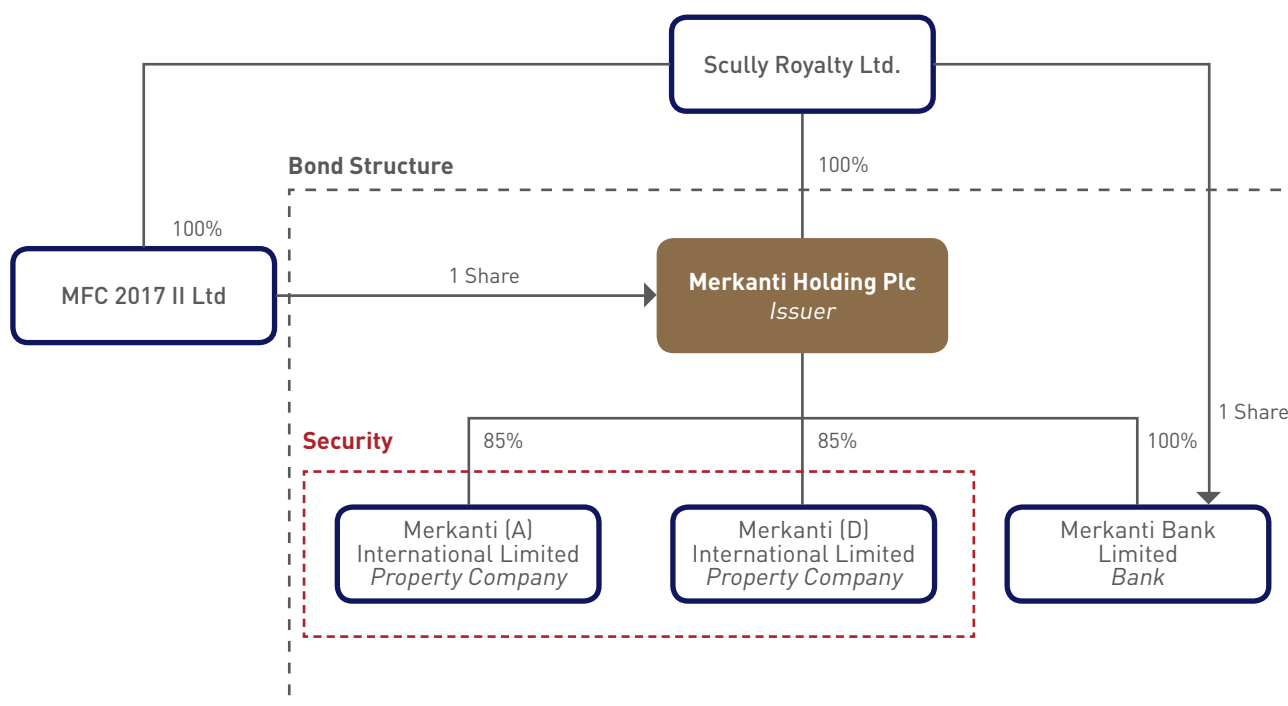 Scully Royalty Ltd.
Bond Structure
100%
100%
MFC 2017 II Ltd
1 Share
Merkanti Holding Plc
Issuer
1 Share
Security
85%
85%
100%
Merkanti (A)
International Limited
Property Company
Merkanti (D)
International Limited
Property Company
Merkanti Bank
Limited
Bank